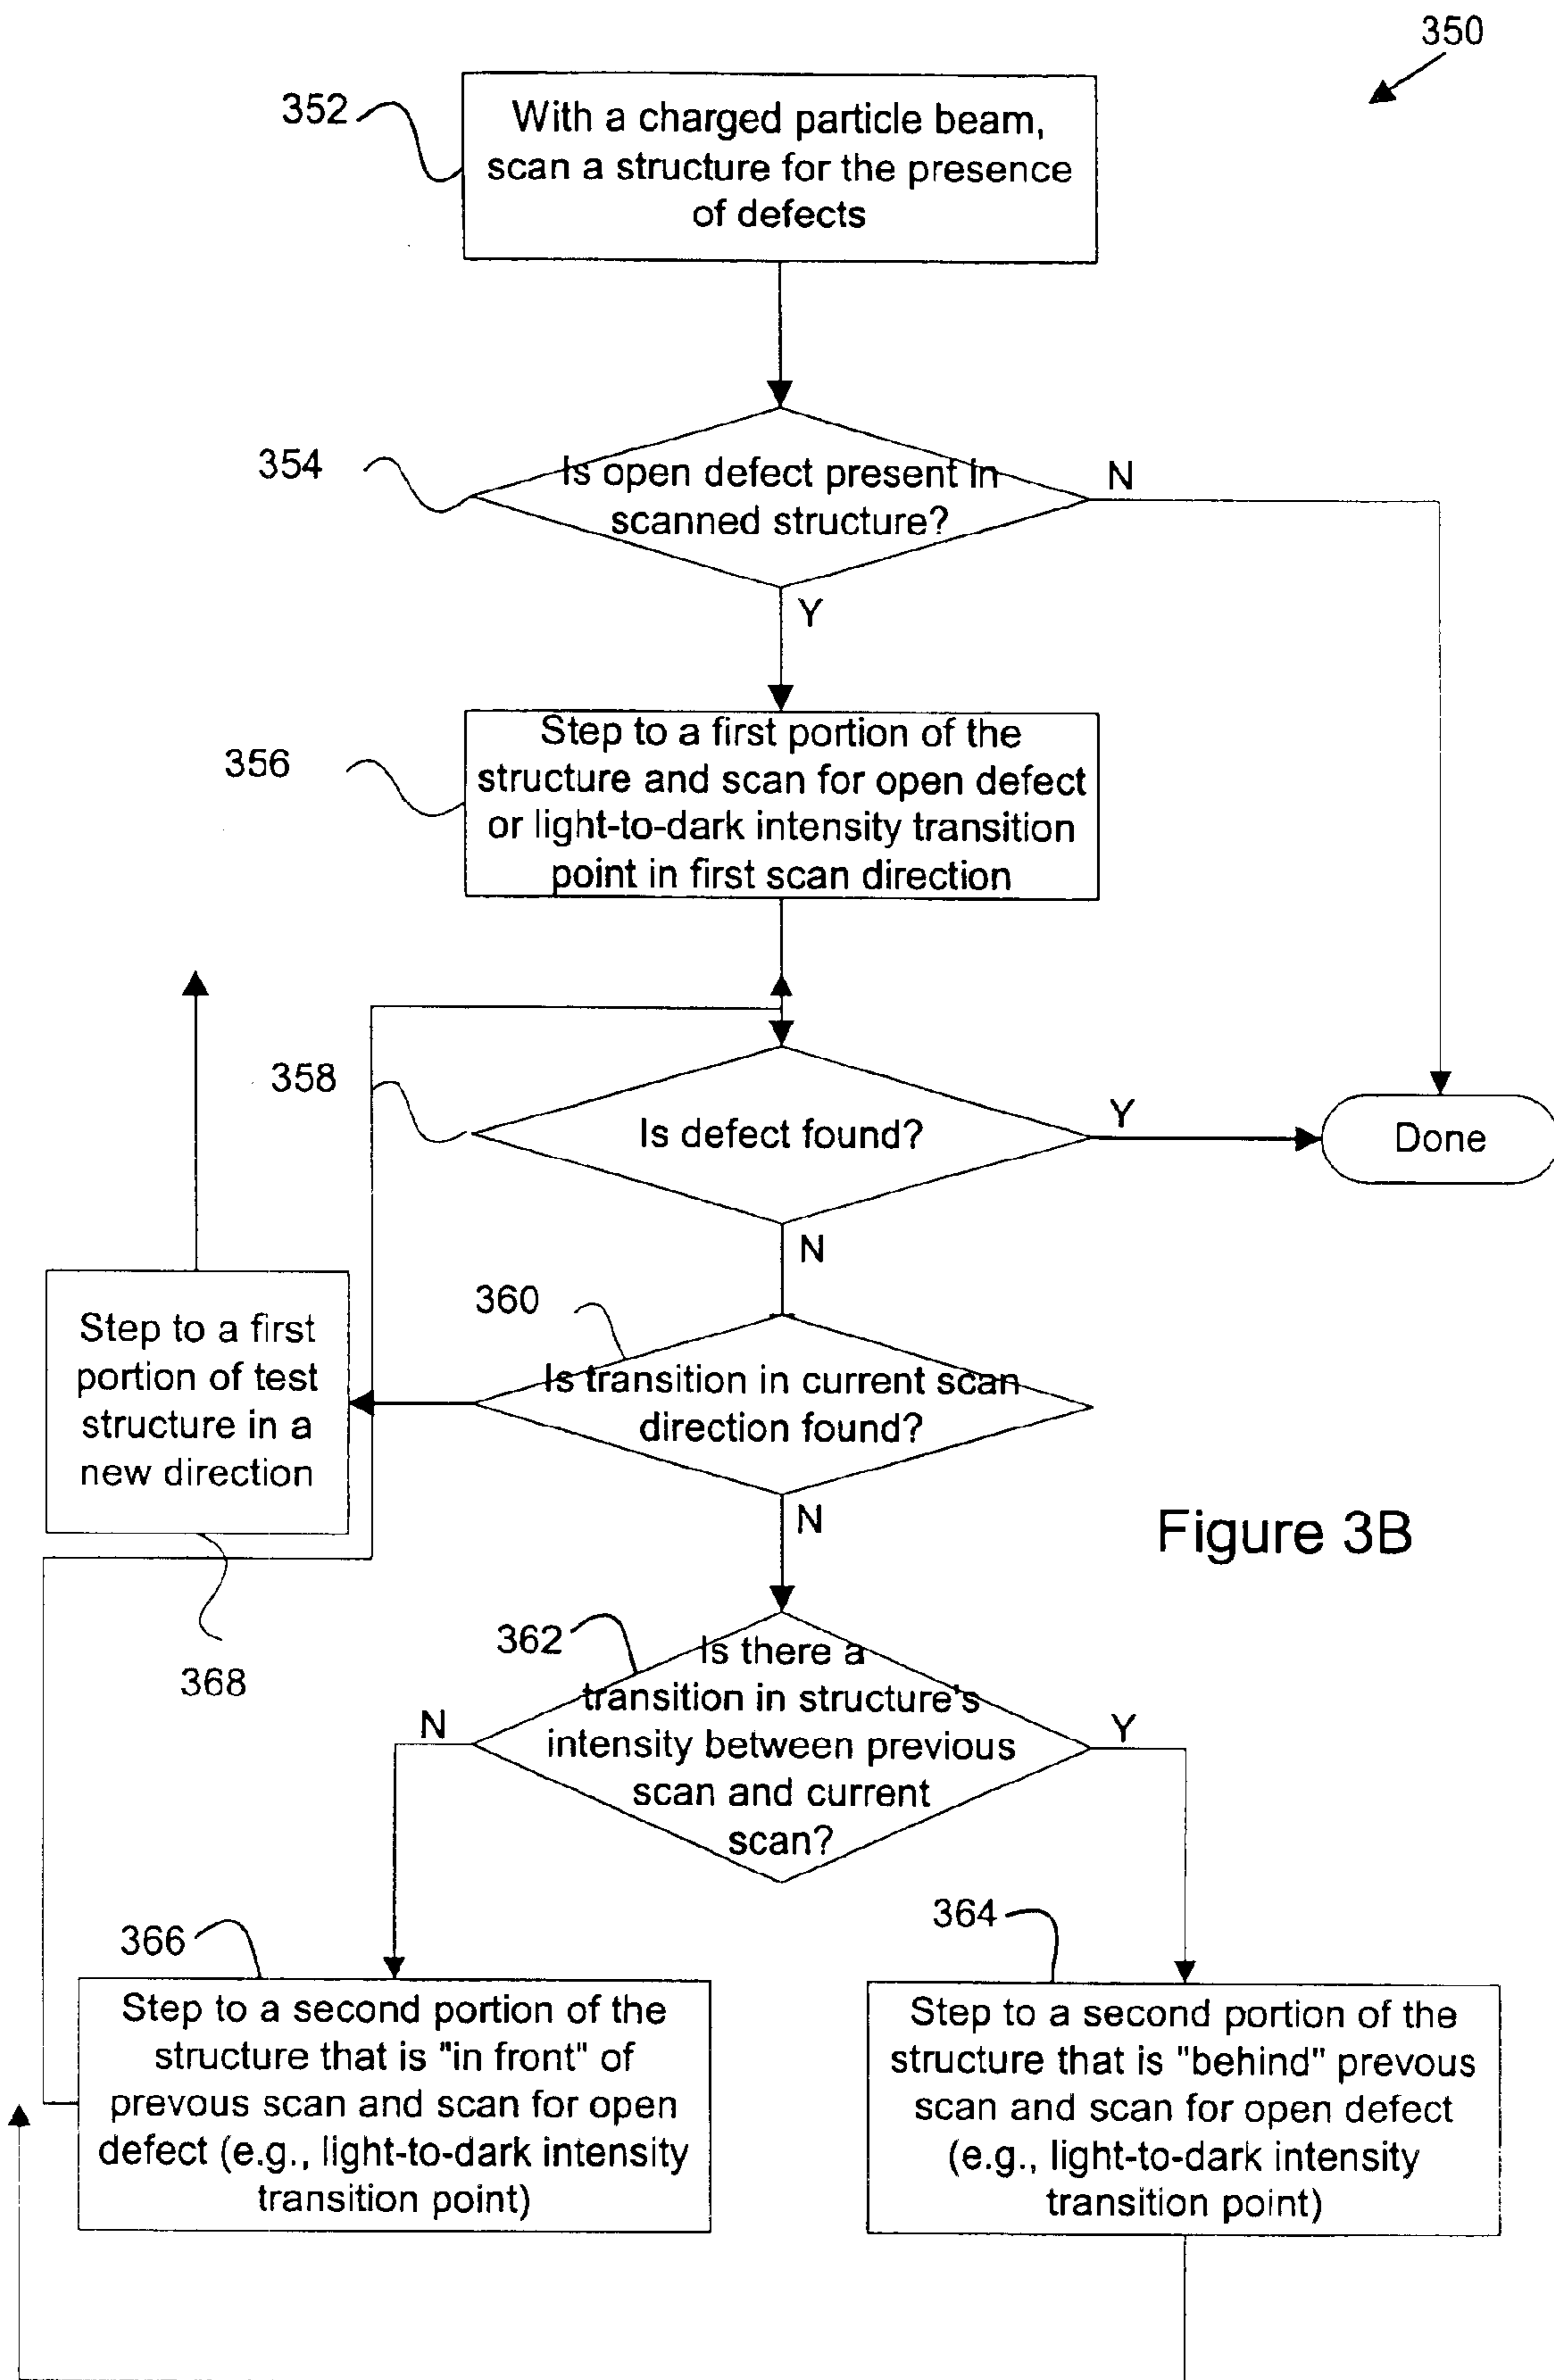 350
352
With a charged particle beam,
scan a structure for the presence
of defects
354
Is open defect present in
scanned structure?
N
Y
356
Step to a first portion of the
structure and scan for open defect
or light-to-dark intensity transition
point in first scan direction
358
Is defect found?
Y
Done
N
360
Step to a first
portion of test
structure in a
new direction
Is transition in current scan
direction found?
N
Figure 3B
368
362
Is there a
transition in structure's
intensity between previous
scan and current
scan?
N
Y
366
364
Step to a second portion of the
structure that is "in front" of
prevous scan and scan for open
defect (e.g., light-to-dark intensity
transition point)
Step to a second portion of the
structure that is "behind" prevous
scan and scan for open defect
(e.g., light-to-dark intensity
transition point)